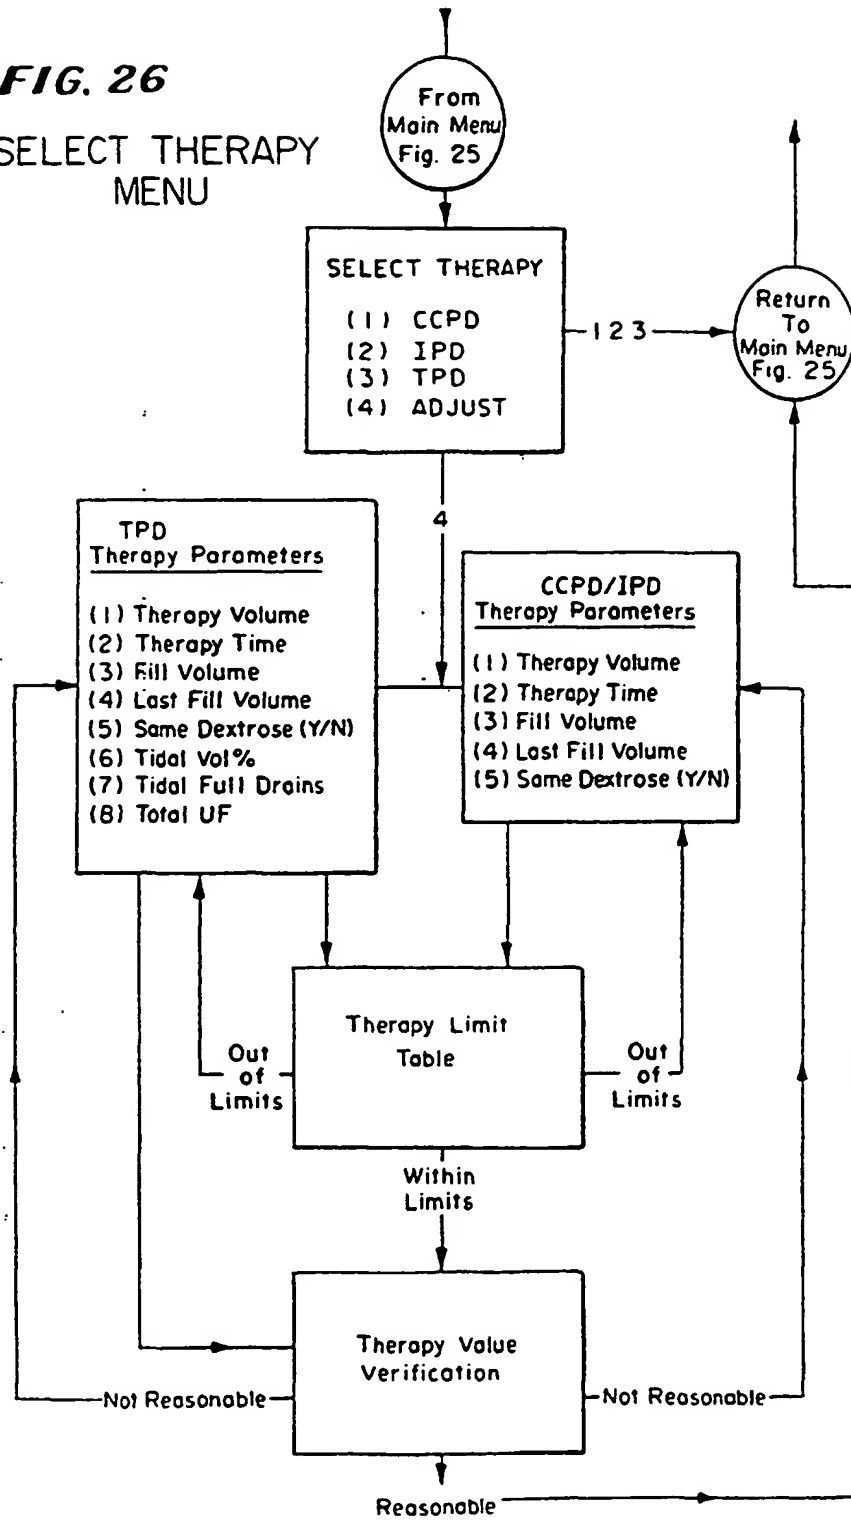 FIG. 26
SELECT THERAPY
MENU
From
Main Menu
Fig. 25
SELECT THERAPY
(1) CCPD
(2) IPD
(3) TPD
(4) ADJUST
1 2 3
Return
To
Main Menu
Fig. 25
4
TPD
Therapy Parameters
(1) Therapy Volume
(2) Therapy Time
(3) Fill Volume
(4) Last Fill Volume
(5) Same Dextrose (Y/N)
(6) Tidal Vol%
(7) Tidal Full Drains
(8) Total UF
CCPD/IPD
Therapy Parameters
(1) Therapy Volume
(2) Therapy Time
(3) Fill Volume
(4) Last Fill Volume
(5) Same Dextrose (Y/N)
Therapy Limit
Table
Out
of
Limits
Out
of
Limits
Within
Limits
Therapy Value
Verification
Not Reasonable
Not Reasonable
Reasonable